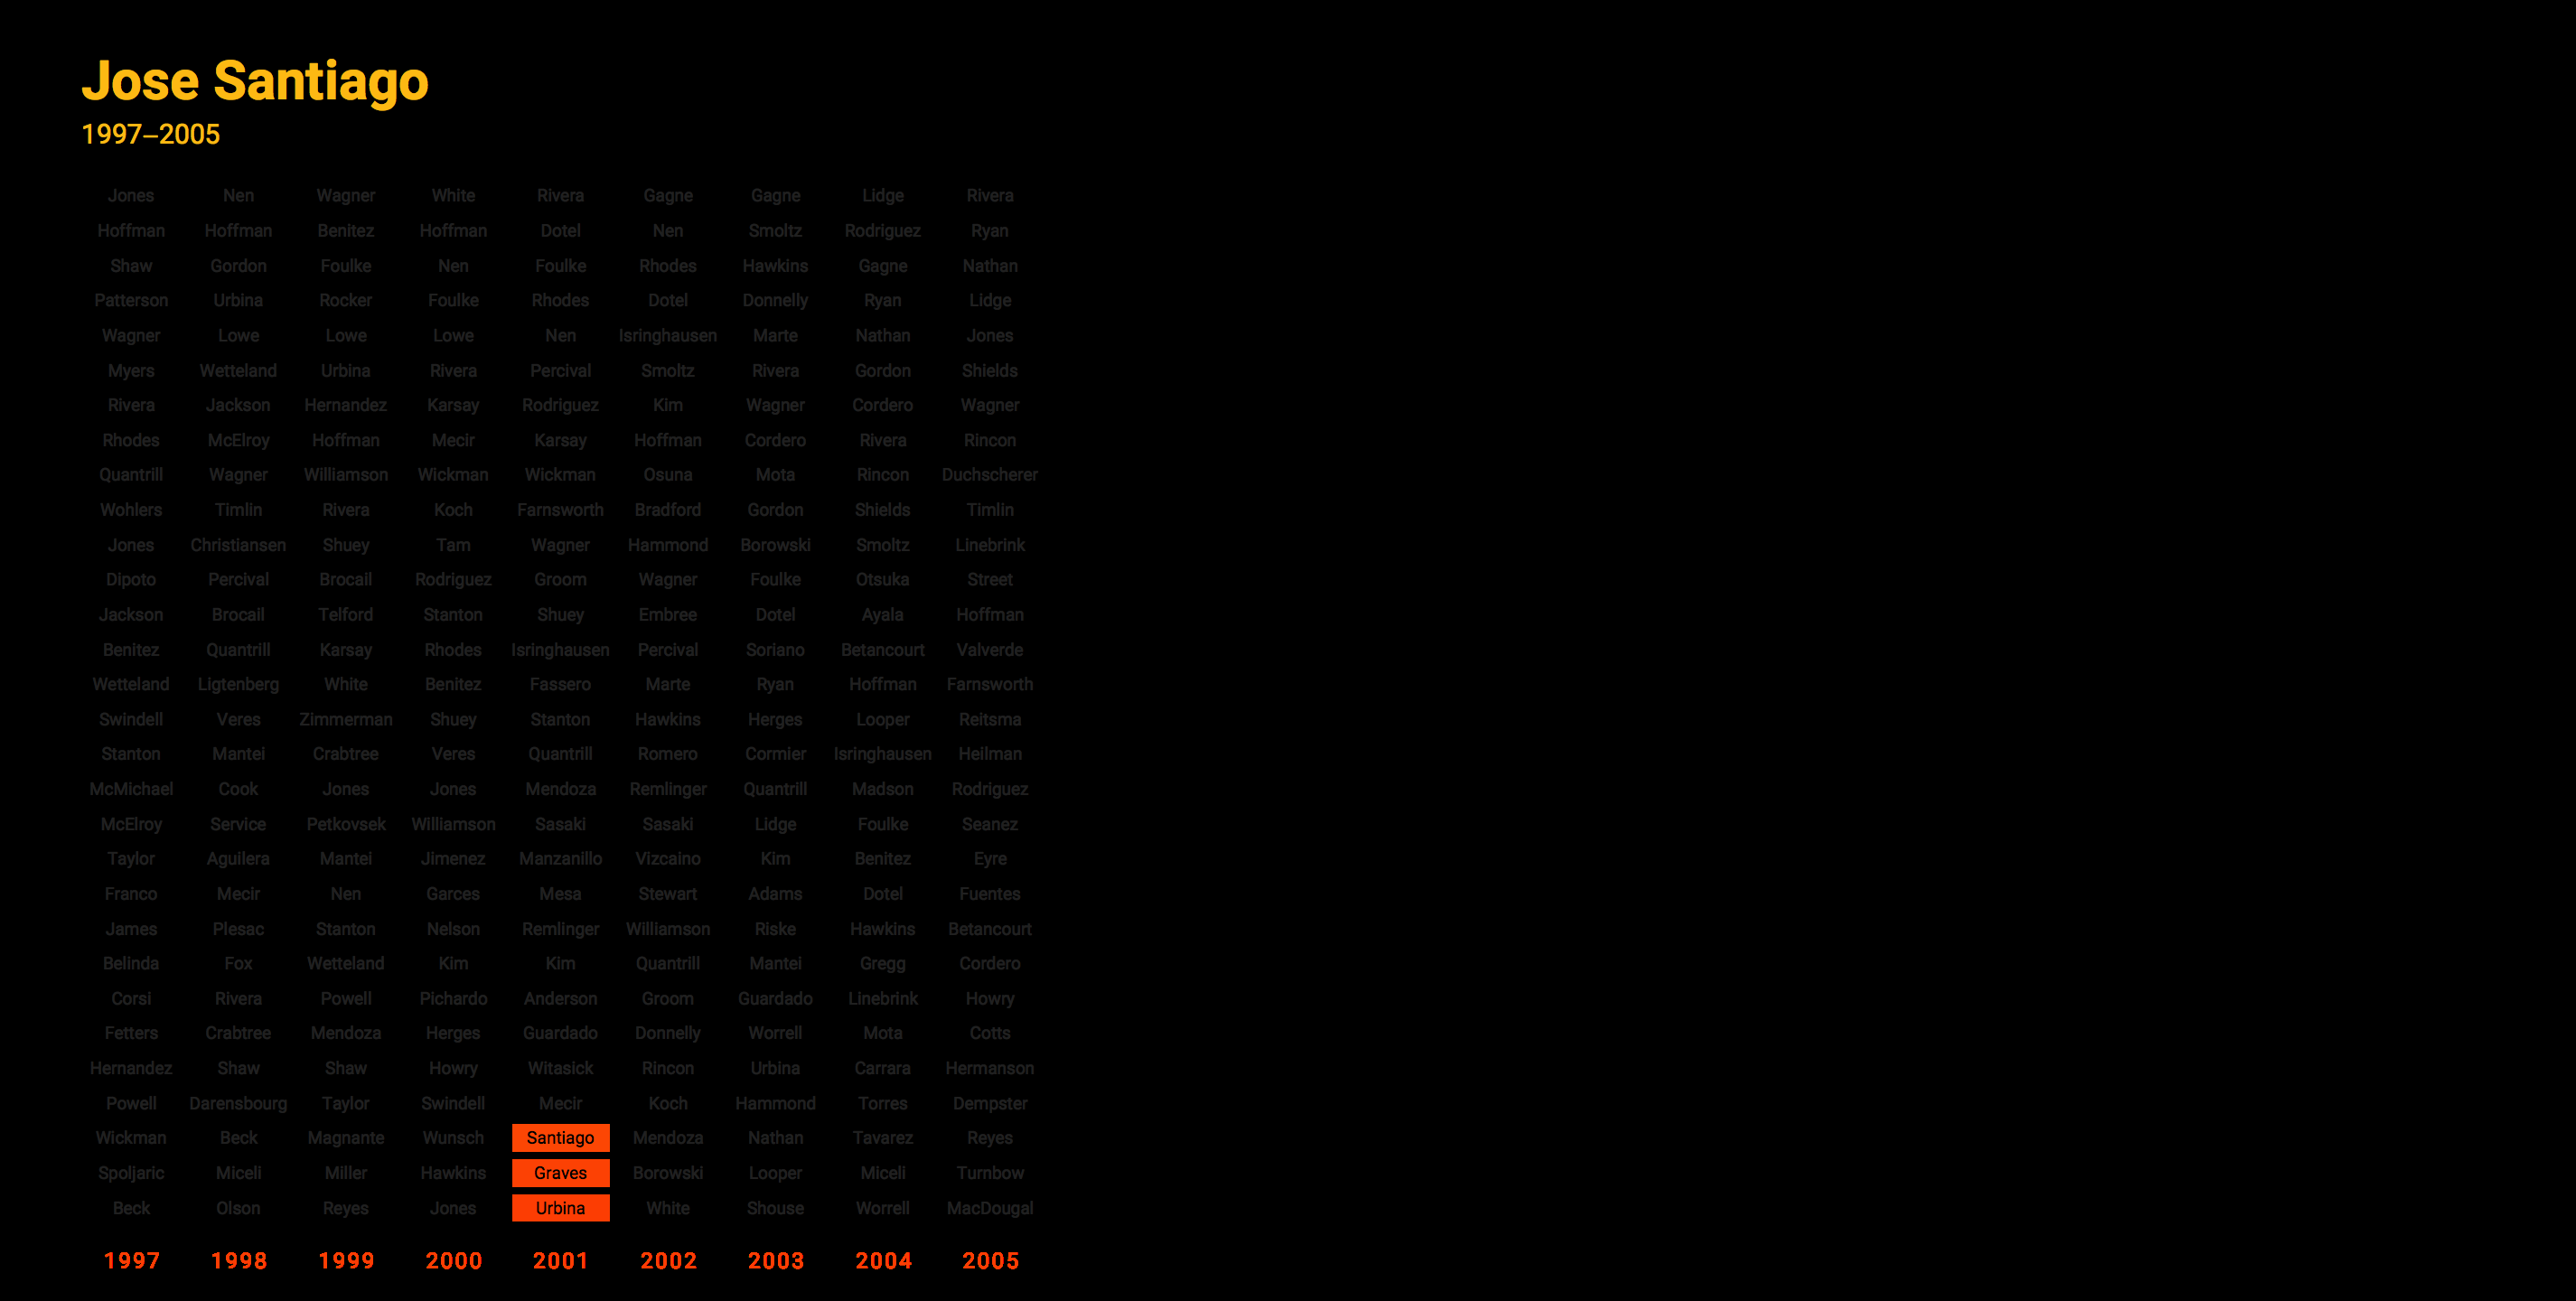 Jose Santiago
1997–2005
Jones Nen Wagner White Rivera Gagne Gagne Lidge Rivera
Hoffman Hoffman Benitez Hoffman Dotel Nen Smoltz Rodriguez Ryan
Shaw Gordon Foulke Nen Foulke Rhodes Hawkins Gagne Nathan
Patterson Urbina Rocker Foulke Rhodes Dotel Donnelly Ryan Lidge
Wagner Lowe Lowe Lowe Nen Isringhausen Marte Nathan Jones
Myers Wetteland Urbina Rivera Percival Smoltz Rivera Gordon Shields
Rivera Jackson Hernandez Karsay Rodriguez Kim Wagner Cordero Wagner
Rhodes McElroy Hoffman Mecir Karsay Hoffman Cordero Rivera Rincon
Quantrill Wagner Williamson Wickman Wickman Osuna Mota Rincon Duchscherer
Wohlers Timlin Rivera Koch Farnsworth Bradford Gordon Shields Timlin
Jones Christiansen Shuey Tam Wagner Hammond Borowski Smoltz Linebrink
Dipoto Percival Brocail Rodriguez Groom Wagner Foulke Otsuka Street
Jackson Brocail Telford Stanton Shuey Embree Dotel Ayala Hoffman
Benitez Quantrill Karsay Rhodes Isringhausen Percival Soriano Betancourt Valverde
Wetteland Ligtenberg White Benitez Fassero Marte Ryan Hoffman Farnsworth
Swindell Veres Zimmerman Shuey Stanton Hawkins Herges Looper Reitsma
Stanton Mantei Crabtree Veres Quantrill Romero Cormier Isringhausen Heilman
McMichael Cook Jones Jones Mendoza Remlinger Quantrill Madson Rodriguez
McElroy Service Petkovsek Williamson Sasaki Sasaki Lidge Foulke Seanez
Taylor Aguilera Mantei Jimenez Manzanillo Vizcaino Kim Benitez Eyre
Franco Mecir Nen Garces Mesa Stewart Adams Dotel Fuentes
James Plesac Stanton Nelson Remlinger Williamson Riske Hawkins Betancourt
Belinda Fox Wetteland Kim Kim Quantrill Mantei Gregg Cordero
Corsi Rivera Powell Pichardo Anderson Groom Guardado Linebrink Howry
Fetters Crabtree Mendoza Herges Guardado Donnelly Worrell Mota Cotts
Hernandez Shaw Shaw Howry Witasick Rincon Urbina Carrara Hermanson
Powell Darensbourg Taylor Swindell Mecir Koch Hammond Torres Dempster
Wickman Beck Magnante Wunsch Santiago Mendoza Nathan Tavarez Reyes
Spoljaric Miceli Miller Hawkins Graves Borowski Looper Miceli Turnbow
Beck Olson Reyes Jones Urbina White Shouse Worrell MacDougal
1997 1998 1999 2000 2001 2002 2003 2004 2005